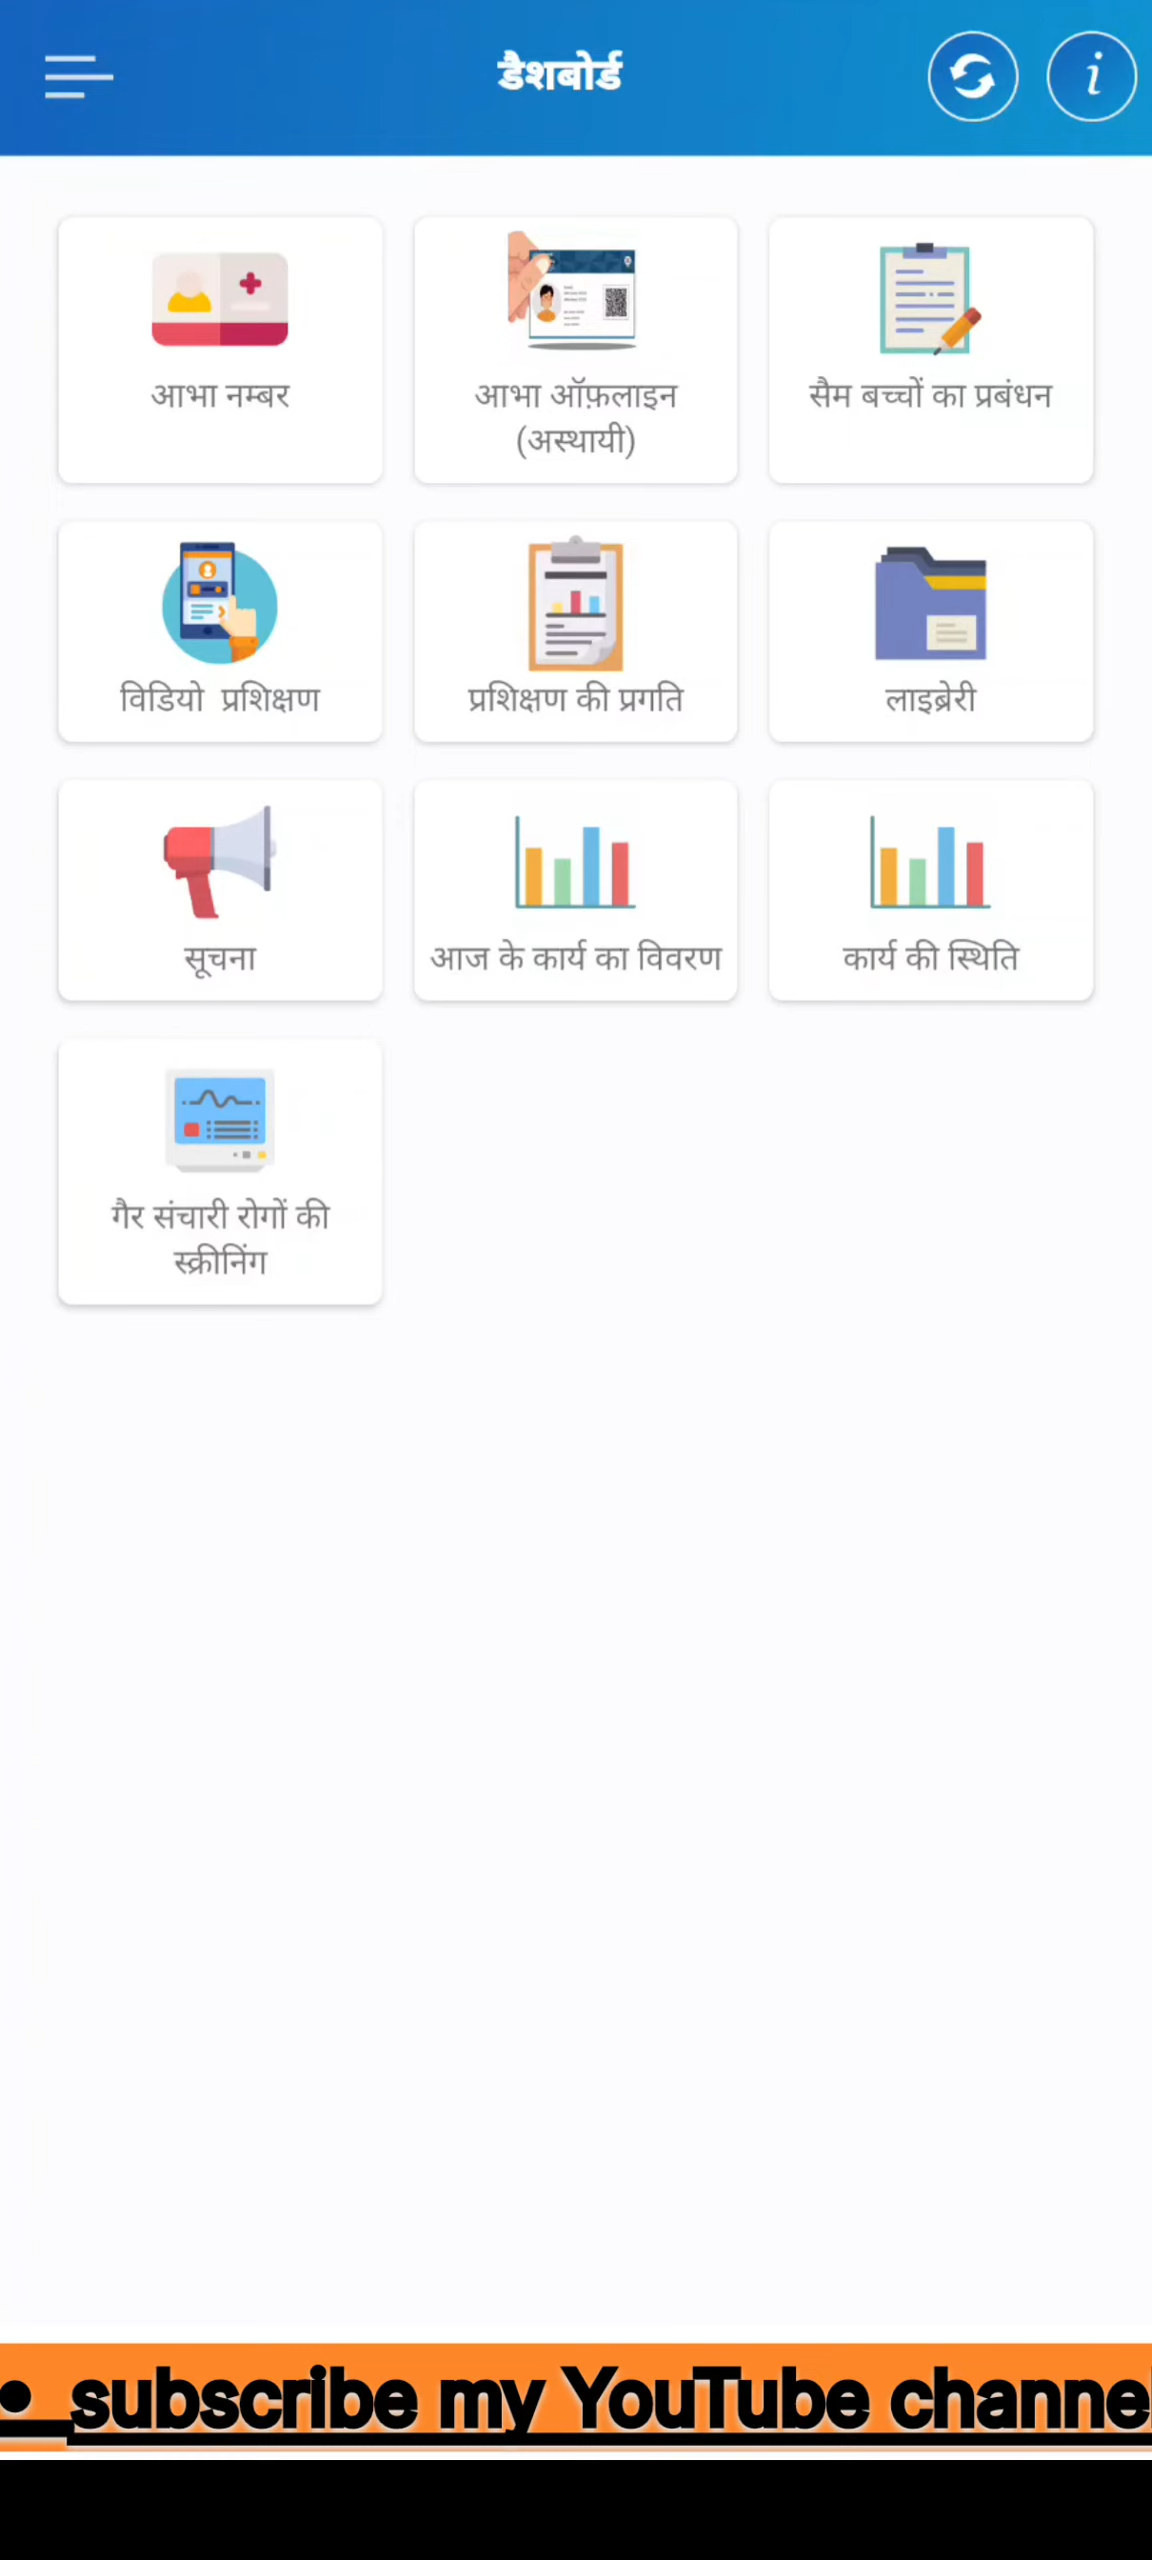 डैशबोर्ड
आभा नम्बर
आभा ऑफ़लाइन
(अस्थायी)
सैम बच्चों का प्रबंधन
विडियो प्रशिक्षण
प्रशिक्षण की प्रगति
लाइब्रेरी
सूचना
आज के कार्य का विवरण
कार्य की स्थिति
गैर संचारी रोगों की
स्क्रीनिंग
• subscribe my YouTube channel